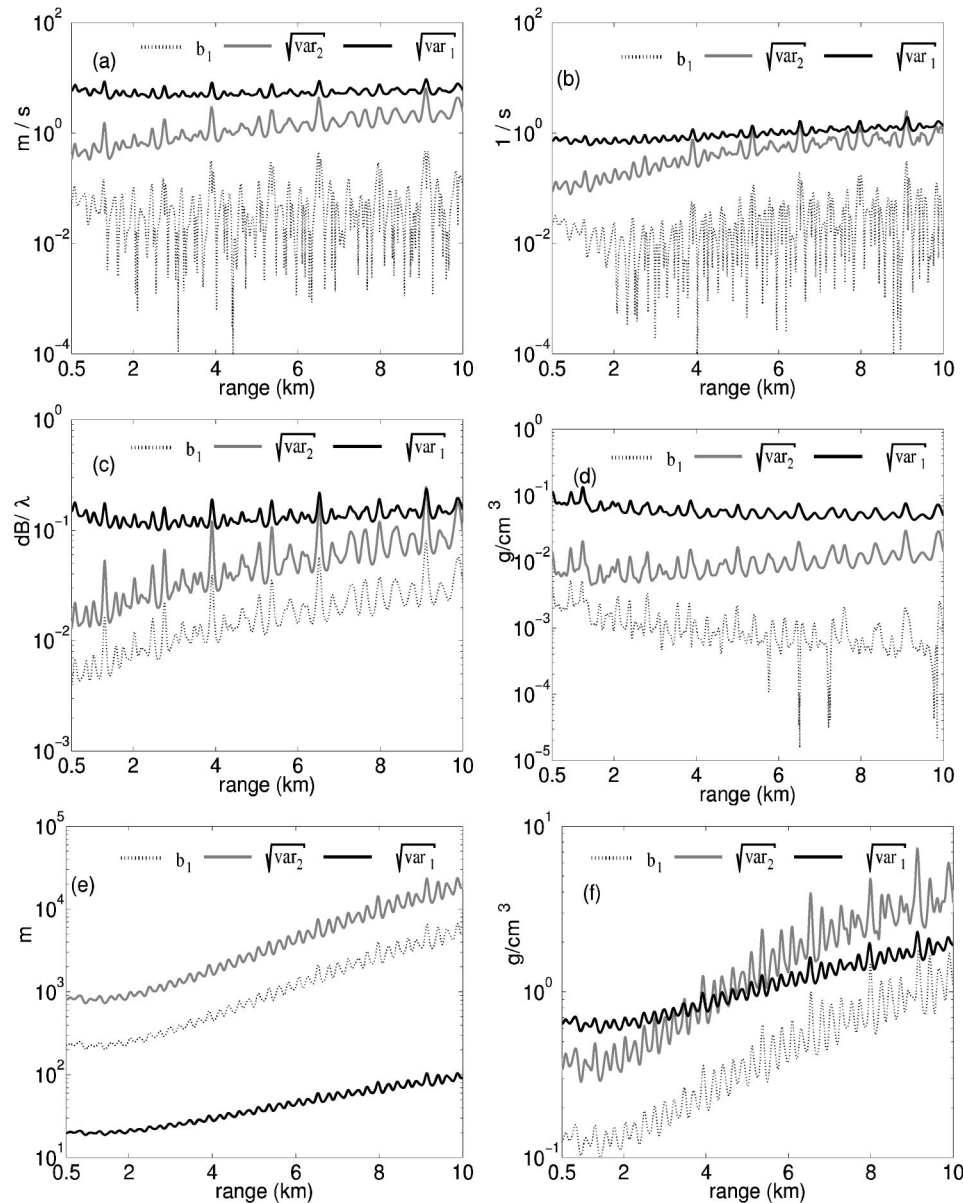 10^2
(a)
b_1 √var_2 √var_1
10^0
m / s
10^-2
10^-4
0.5 2 4 6 8 10
range (km)
10^2
b_1 √var_2 √var_1
(b)
10^0
1 / s
10^-2
10^-4
0.5 2 4 6 8 10
range (km)
10^0
b_1 √var_2 √var_1
(c)
10^-1
dB/ λ
10^-2
10^-3
0.5 2 4 6 8 10
range (km)
10^0
b_1 √var_2 √var_1
(d)
10^-1
10^-2
g/cm^3
10^-3
10^-4
10^-5
0.5 2 4 6 8 10
range (km)
10^5
b_1 √var_2 √var_1
(e)
10^4
m
10^3
10^2
10^1
0.5 2 4 6 8 10
range (km)
10^1
b_1 √var_2 √var_1
(f)
g/cm^3
10^0
10^-1
0.5 2 4 6 8 10
range (km)